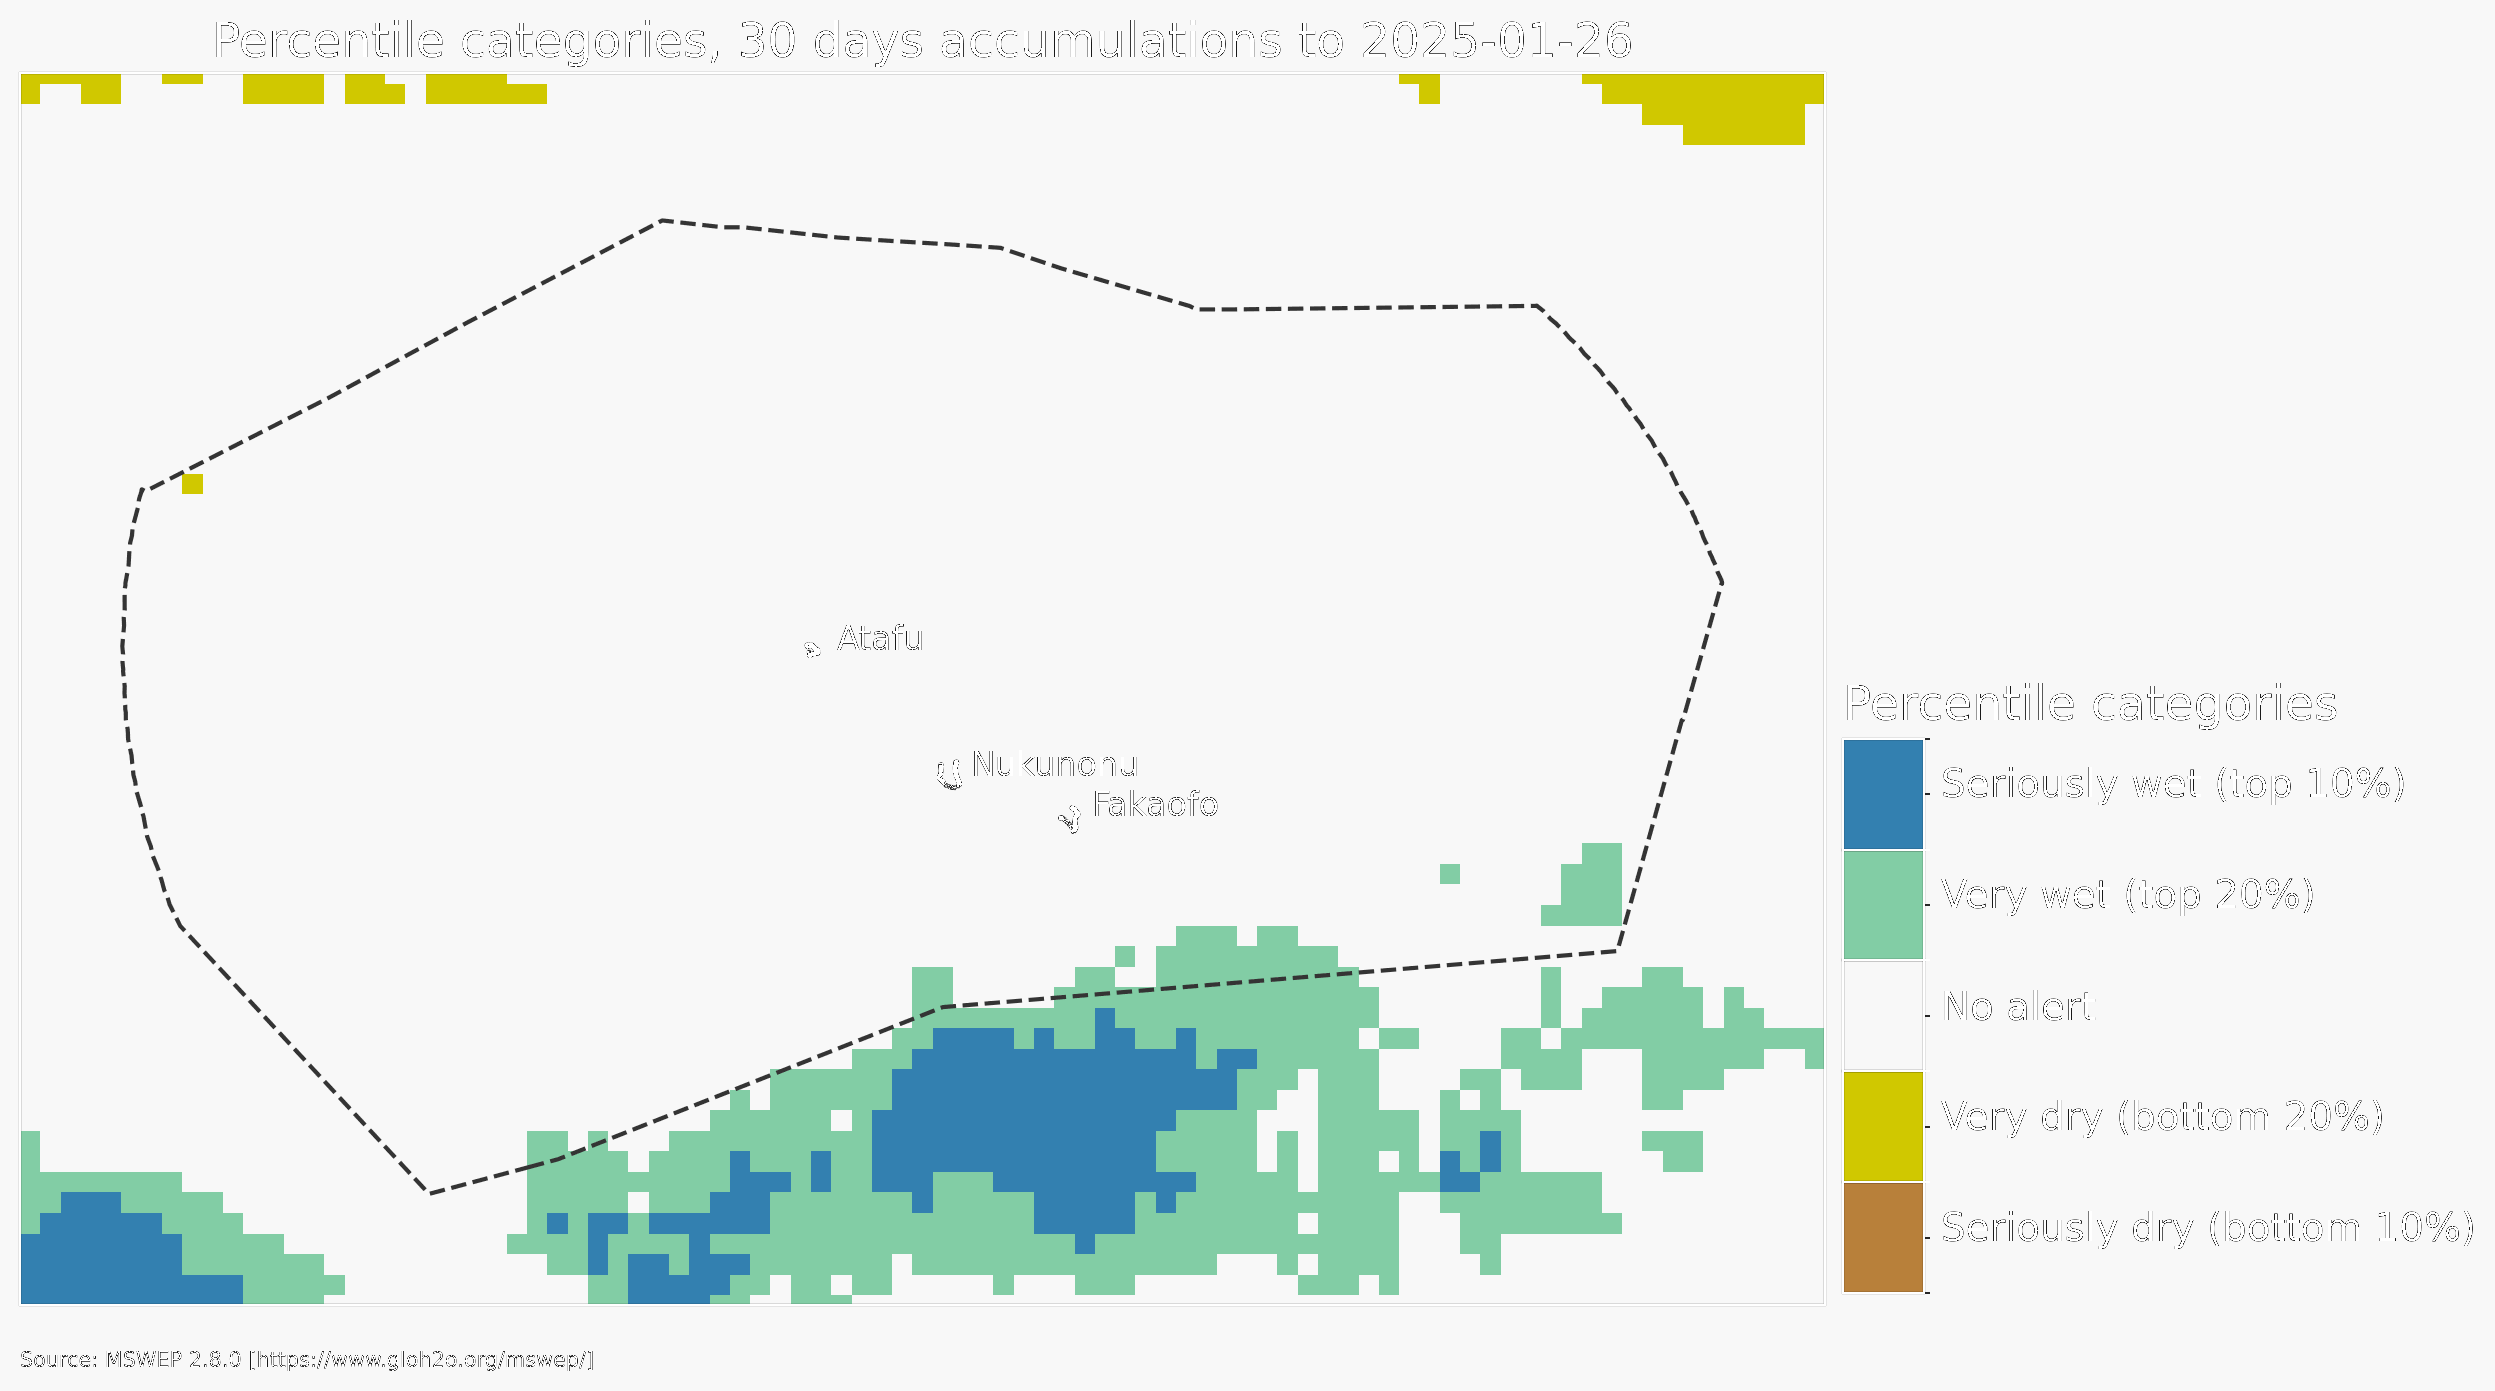 Percentile categories, 30 days accumulations to 2025-01-26
Atafu
Nukunonu
Fakaofo
Percentile categories
Seriously wet (top 10%)
Very wet (top 20%)
No alert
Very dry (bottom 20%)
Seriously dry (bottom 10%)
Source: MSWEP 2.8.0 [https://www.gloh2o.org/mswep/]